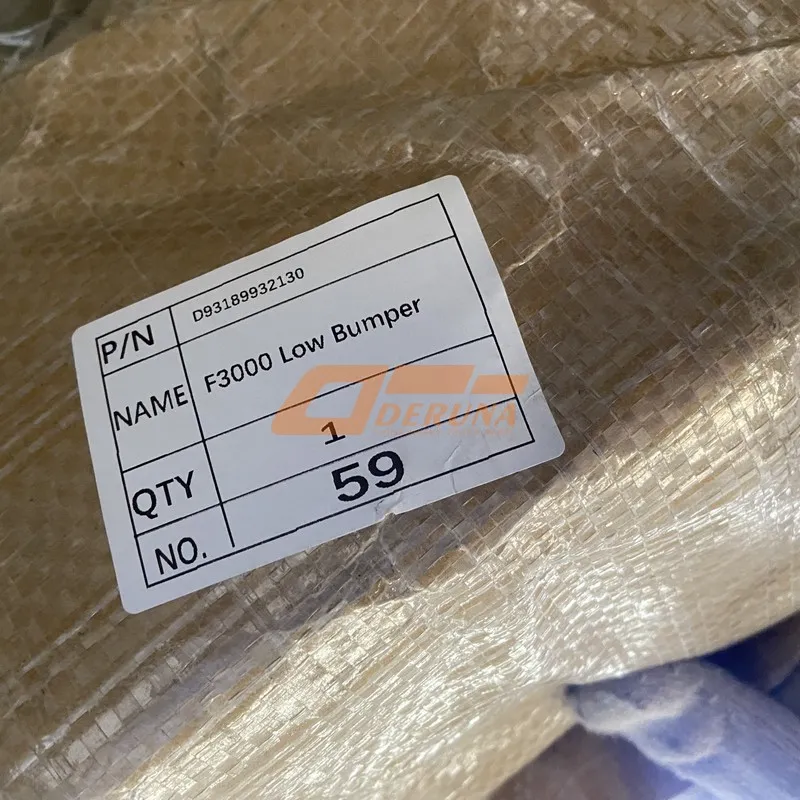 P/N D93189932130
NAME F3000 Low Bumper
QTY 1
NO. 59
DERUNA